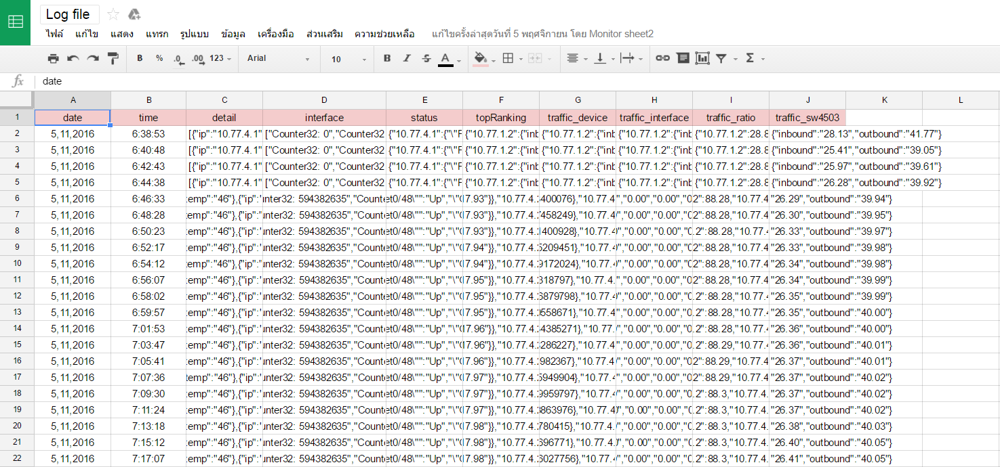 Log file
ไฟล์ แก้ไข แสดง แทรก รูปแบบ ข้อมูล เครื่องมือ ส่วนเสริม ความช่วยเหลือ แก้ไขครั้งล่าสุดวันที่ 5 พฤศจิกายน โดย Monitor sheet2
B % .0 .00 123 Arial 10 B I S A Σ
fx date
A B C D E F G H I J K L
1 date time detail interface status topRanking traffic_device traffic_interface traffic_ratio traffic_sw4503
2 5,11,2016 6:38:53 [{"ip":"10.77.4.1" ["Counter32: 0","Counter32 {"10.77.4.1":{"\"F {"10.77.1.2":{"inb {"10.77.1.2":{"inb {"10.77.1.2":{"inb {"10.77.1.2":28.8 {"inbound":"28.13","outbound":"41.77"}
3 5,11,2016 6:40:48 [{"ip":"10.77.4.1" ["Counter32: 0","Counter32 {"10.77.4.1":{"\"F {"10.77.1.2":{"inb {"10.77.1.2":{"inb {"10.77.1.2":{"inb {"10.77.1.2":28.8 {"inbound":"25.41","outbound":"39.05"}
4 5,11,2016 6:42:43 [{"ip":"10.77.4.1" ["Counter32: 0","Counter32 {"10.77.4.1":{"\"F {"10.77.1.2":{"inb {"10.77.1.2":{"inb {"10.77.1.2":{"inb {"10.77.1.2":28.8 {"inbound":"25.97","outbound":"39.61"}
5 5,11,2016 6:44:38 [{"ip":"10.77.4.1" ["Counter32: 0","Counter32 {"10.77.4.1":{"\"F {"10.77.1.2":{"inb {"10.77.1.2":{"inb {"10.77.1.2":{"inb {"10.77.1.2":28.8 {"inbound":"26.28","outbound":"39.92"}
6 5,11,2016 6:46:33 temp":"46"},{"ip":" unter32: 594382635","Counte t0/48\"":"Up","\"G 17.93"}},"10.77.4. 2400076},"10.77.4 ","0.00","0.00","0 .2":88.28,"10.77.4 "26.29","outbound":"39.94"}
7 5,11,2016 6:48:28 temp":"46"},{"ip":" unter32: 594382635","Counte t0/48\"":"Up","\"G 17.93"}},"10.77.4. 7458249},"10.77.4 ","0.00","0.00","0 .2":88.28,"10.77.4 "26.30","outbound":"39.95"}
8 5,11,2016 6:50:23 temp":"46"},{"ip":" unter32: 594382635","Counte t0/48\"":"Up","\"G 17.93"}},"10.77.4. 400928},"10.77.4 ","0.00","0.00","0 .2":88.28,"10.77.4 "26.33","outbound":"39.97"}
9 5,11,2016 6:52:17 temp":"46"},{"ip":" unter32: 594382635","Counte t0/48\"":"Up","\"G 17.94"}},"10.77.4. 5209451},"10.77.4 ","0.00","0.00","0 .2":88.28,"10.77.4 "26.33","outbound":"39.98"}
10 5,11,2016 6:54:12 temp":"46"},{"ip":" unter32: 594382635","Counte t0/48\"":"Up","\"G 17.94"}},"10.77.4. 9172024},"10.77.4 ","0.00","0.00","0 .2":88.28,"10.77.4 "26.34","outbound":"39.98"}
11 5,11,2016 6:56:07 temp":"46"},{"ip":" unter32: 594382635","Counte t0/48\"":"Up","\"G 17.95"}},"10.77.4. 318797},"10.77.4. ","0.00","0.00","0 .2":88.28,"10.77.4 "26.34","outbound":"39.99"}
12 5,11,2016 6:58:02 temp":"46"},{"ip":" unter32: 594382635","Counte t0/48\"":"Up","\"G 17.95"}},"10.77.4. 6879798},"10.77.4 ","0.00","0.00","0 .2":88.28,"10.77.4 "26.35","outbound":"39.99"}
13 5,11,2016 6:59:57 temp":"46"},{"ip":" unter32: 594382635","Counte t0/48\"":"Up","\"G 17.95"}},"10.77.4. 0558671},"10.77.4 ","0.00","0.00","0 .2":88.28,"10.77.4 "26.35","outbound":"40.00"}
14 5,11,2016 7:01:53 temp":"46"},{"ip":" unter32: 594382635","Counte t0/48\"":"Up","\"G 17.96"}},"10.77.4. 4385271},"10.77. ","0.00","0.00","0 .2":88.28,"10.77.4 "26.36","outbound":"40.00"}
15 5,11,2016 7:03:47 temp":"46"},{"ip":" unter32: 594382635","Counte t0/48\"":"Up","\"G 17.96"}},"10.77.4. 3286227},"10.77.4 ","0.00","0.00","0 .2":88.29,"10.77.4 "26.36","outbound":"40.01"}
16 5,11,2016 7:05:41 temp":"46"},{"ip":" unter32: 594382635","Counte t0/48\"":"Up","\"G 17.96"}},"10.77.4. 2982367},"10.77.4 ","0.00","0.00","0 .2":88.29,"10.77.4 "26.37","outbound":"40.01"}
17 5,11,2016 7:07:36 temp":"46"},{"ip":" unter32: 594382635","Counte t0/48\"":"Up","\"G 17.97"}},"10.77.4. 5949904},"10.77.4 ","0.00","0.00","0 .2":88.29,"10.77.4 "26.37","outbound":"40.02"}
18 5,11,2016 7:09:30 temp":"46"},{"ip":" unter32: 594382635","Counte t0/48\"":"Up","\"G 17.97"}},"10.77.4. 9959797},"10.77.4 ","0.00","0.00","0 .2":88.3,"10.77.4. "26.37","outbound":"40.02"}
19 5,11,2016 7:11:24 temp":"46"},{"ip":" unter32: 594382635","Counte t0/48\"":"Up","\"G 17.97"}},"10.77.4. 3863976},"10.77.4 ","0.00","0.00","0 .2":88.3,"10.77.4. "26.37","outbound":"40.02"}
20 5,11,2016 7:13:18 temp":"46"},{"ip":" unter32: 594382635","Counte t0/48\"":"Up","\"G 17.98"}},"10.77.4. 780415},"10.77.4. ","0.00","0.00","0 .2":88.3,"10.77.4. "26.38","outbound":"40.03"}
21 5,11,2016 7:15:12 temp":"46"},{"ip":" unter32: 594382635","Counte t0/48\"":"Up","\"G 17.98"}},"10.77.4. 696771},"10.77.4. ","0.00","0.00","0 .2":88.3,"10.77.4. "26.40","outbound":"40.05"}
22 5,11,2016 7:17:07 temp":"46"},{"ip":" unter32: 594382635","Counte t0/48\"":"Up","\"G 17.98"}},"10.77.4. 6027756},"10.77.4 ","0.00","0.00","0 .2":88.3,"10.77.4. "26.41","outbound":"40.05"}